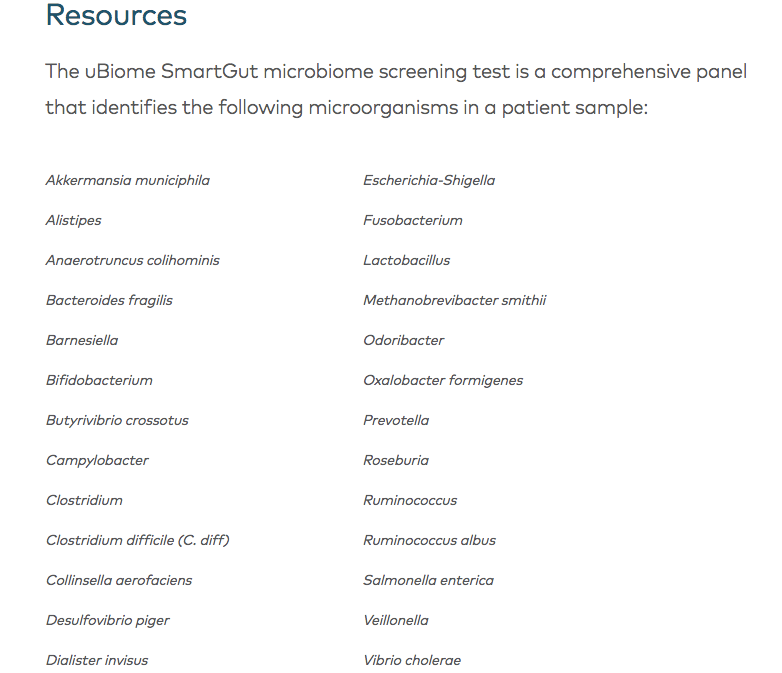 Resources
The uBiome SmartGut microbiome screening test is a comprehensive panel
that identifies the following microorganisms in a patient sample:
Akkermansia municiphila
Alistipes
Anaerotruncus colihominis
Bacteroides fragilis
Barnesiella
Bifidobacterium
Butyrivibrio crossotus
Campylobacter
Clostridium
Clostridium difficile (C. diff)
Collinsella aerofaciens
Desulfovibrio piger
Dialister invisus
Escherichia-Shigella
Fusobacterium
Lactobacillus
Methanobrevibacter smithii
Odoribacter
Oxalobacter formigenes
Prevotella
Roseburia
Ruminococcus
Ruminococcus albus
Salmonella enterica
Veillonella
Vibrio cholerae